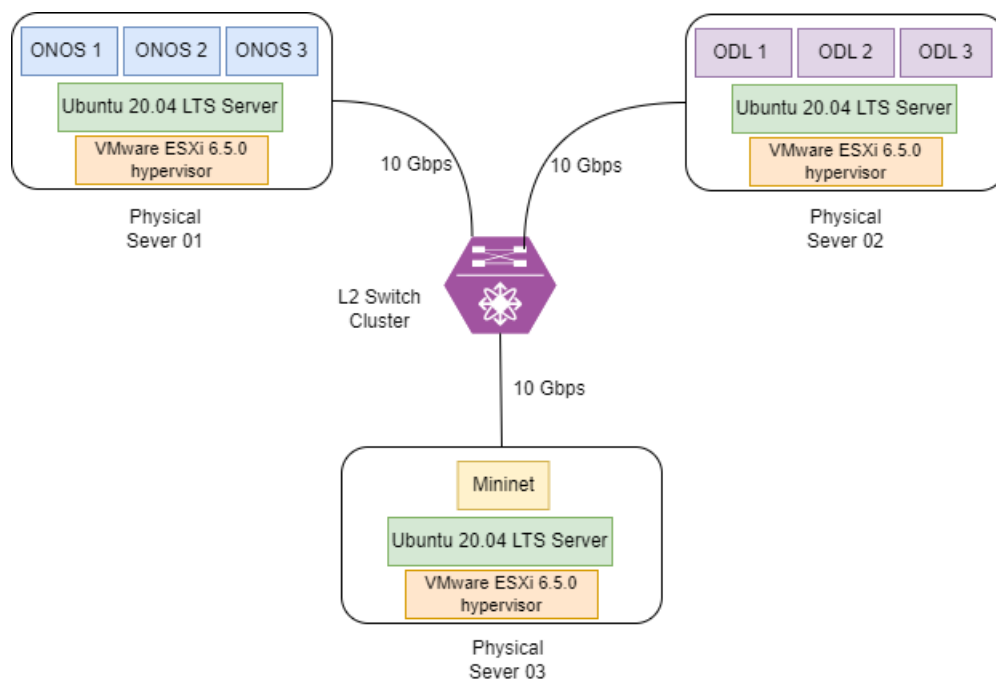 ONOS 1 ONOS 2 ONOS 3
Ubuntu 20.04 LTS Server
VMware ESXi 6.5.0
hypervisor
Physical
Sever 01
ODL 1 ODL 2 ODL 3
Ubuntu 20.04 LTS Server
VMware ESXi 6.5.0
hypervisor
Physical
Sever 02
10 Gbps
10 Gbps
L2 Switch
Cluster
10 Gbps
Mininet
Ubuntu 20.04 LTS Server
VMware ESXi 6.5.0
hypervisor
Physical
Sever 03